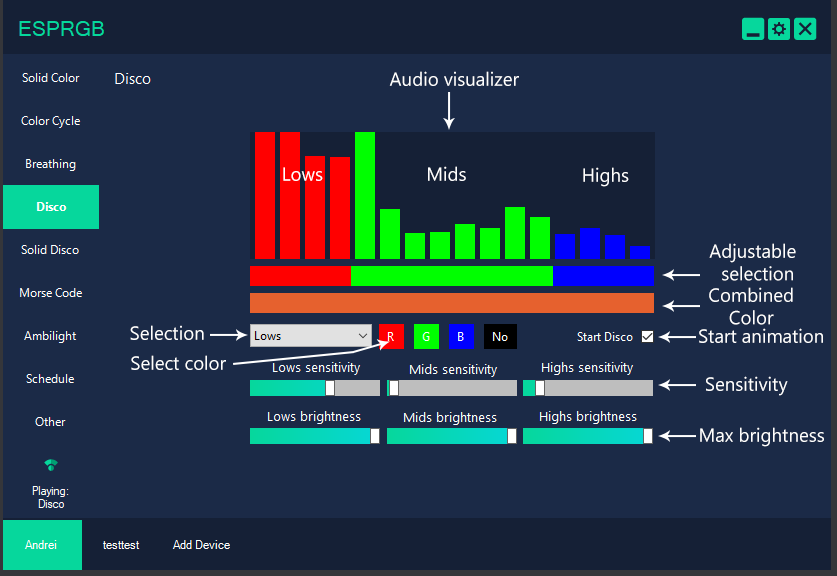 ESPRGB
Solid Color
Color Cycle
Breathing
Disco
Solid Disco
Morse Code
Ambilight
Schedule
Other
Playing:
Disco
Disco
Audio visualizer
Lows
Mids
Highs
Adjustable
selection
Combined
Color
Selection
Lows
R
G
B
No
Start Disco
Start animation
Select color
Lows sensitivity
Mids sensitivity
Highs sensitivity
Sensitivity
Lows brightness
Mids brightness
Highs brightness
Max brightness
Andrei
testtest
Add Device